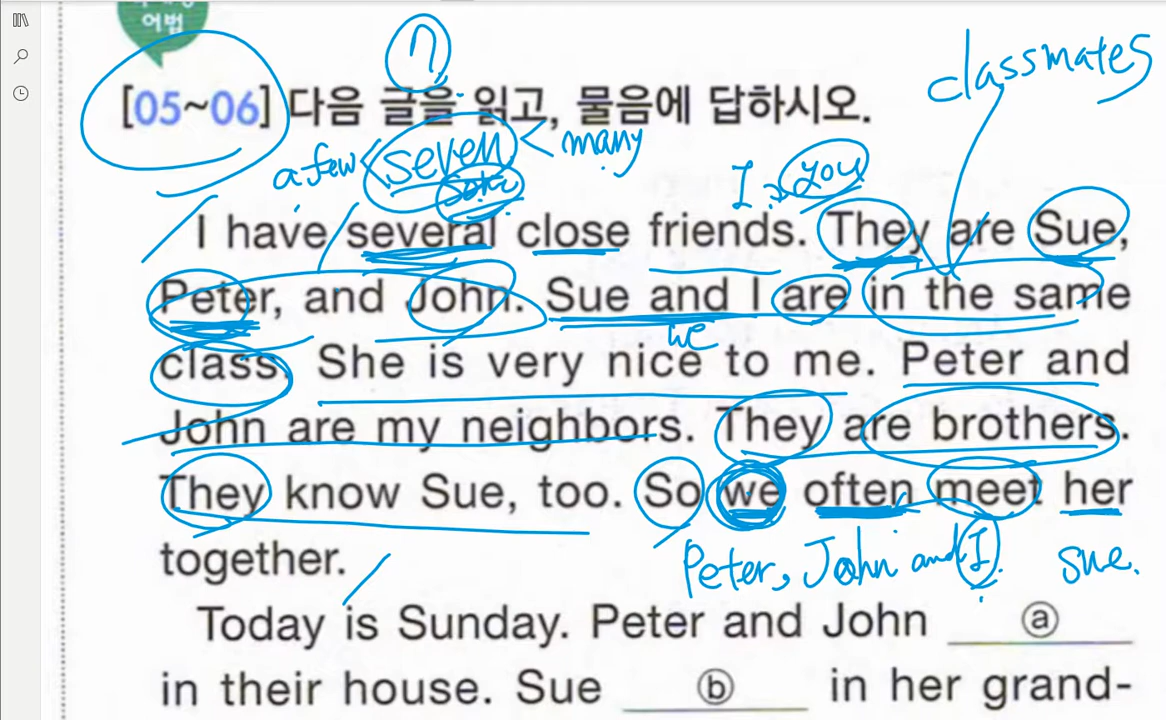 어법
η
[05~06] 다음 글을 읽고, 물음에 답하시오.
classmates
a few < seven < many
I, you
I have several close friends. They are Sue,
Peter, and John. Sue and I are in the same
we
class. She is very nice to me. Peter and
John are my neighbors. They are brothers.
They know Sue, too. So we often meet her
together.
Peter, John and I. sue.
Today is Sunday. Peter and John ⓐ
in their house. Sue ⓑ in her grand-